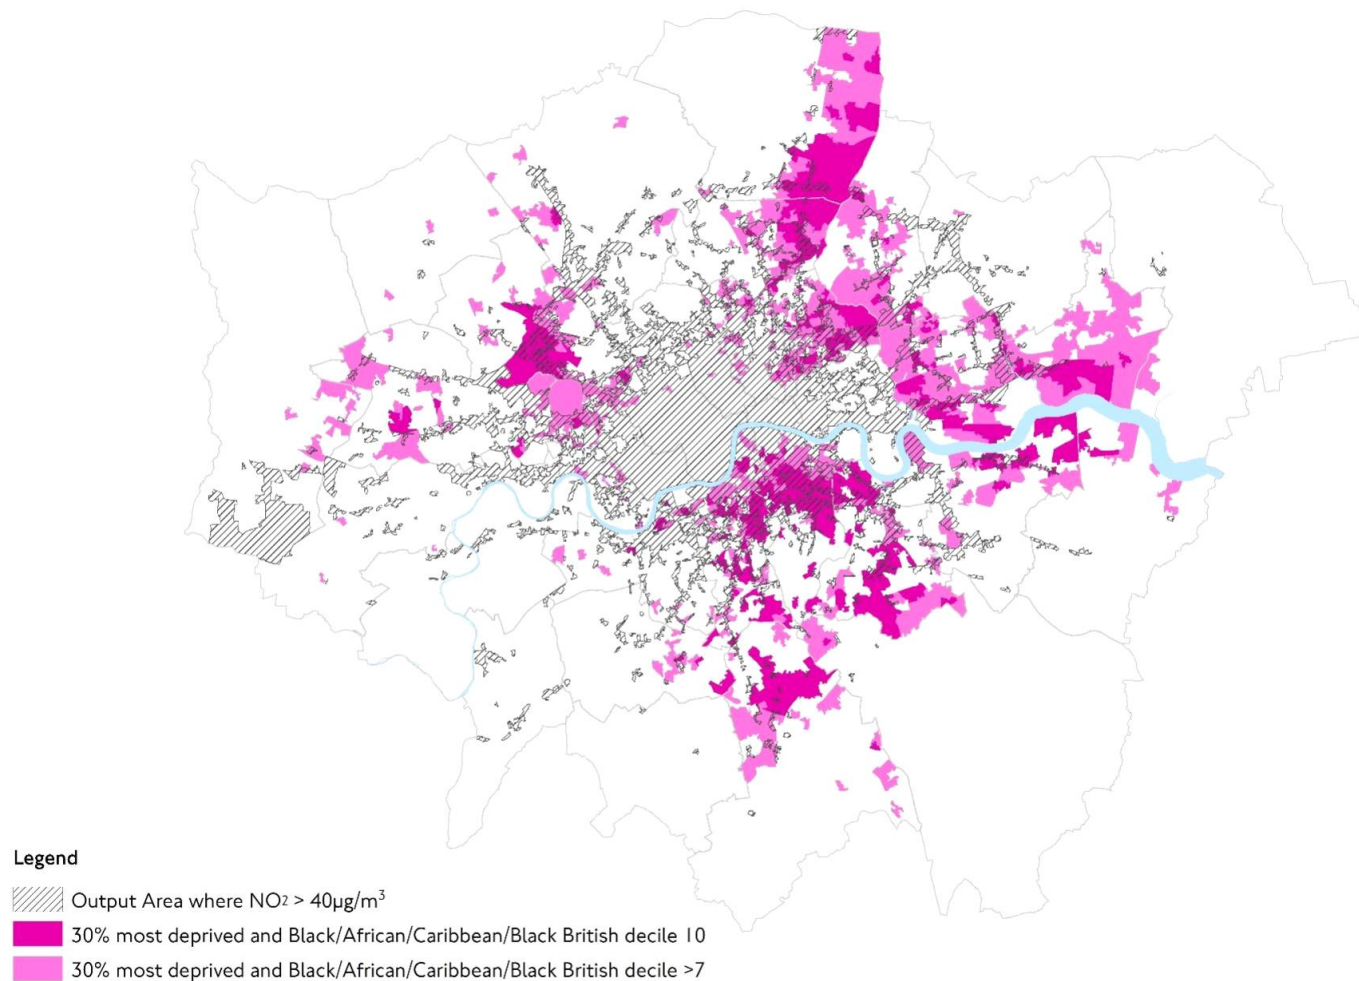 Legend
Output Area where NO2 > 40µg/m³
30% most deprived and Black/African/Caribbean/Black British decile 10
30% most deprived and Black/African/Caribbean/Black British decile >7